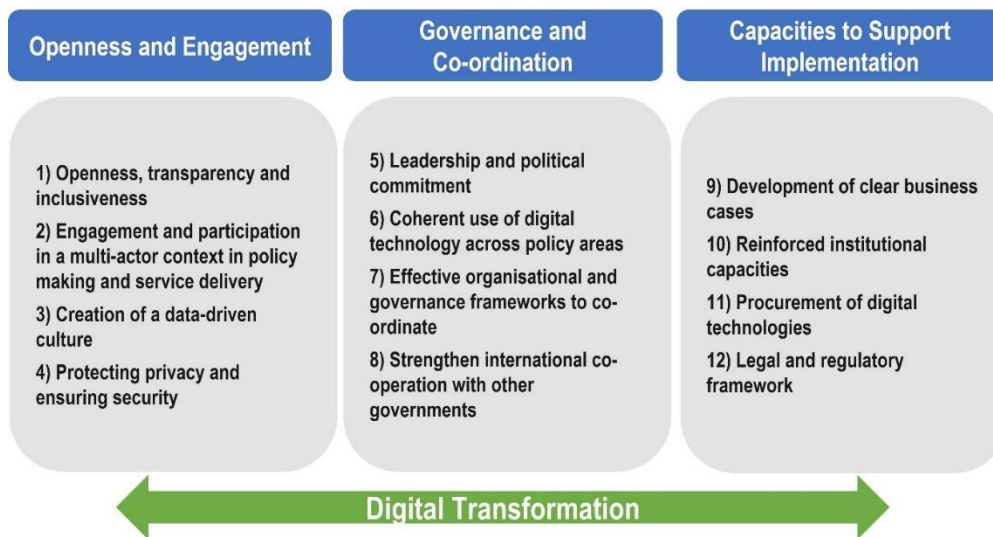 Openness and Engagement
1) Openness, transparency and
inclusiveness
2) Engagement and participation
in a multi-actor context in policy
making and service delivery
3) Creation of a data-driven
culture
4) Protecting privacy and
ensuring security
Governance and
Co-ordination
5) Leadership and political
commitment
6) Coherent use of digital
technology across policy areas
7) Effective organisational and
governance frameworks to co-
ordinate
8) Strengthen international co-
operation with other
governments
Capacities to Support
Implementation
9) Development of clear business
cases
10) Reinforced institutional
capacities
11) Procurement of digital
technologies
12) Legal and regulatory
framework
Digital Transformation